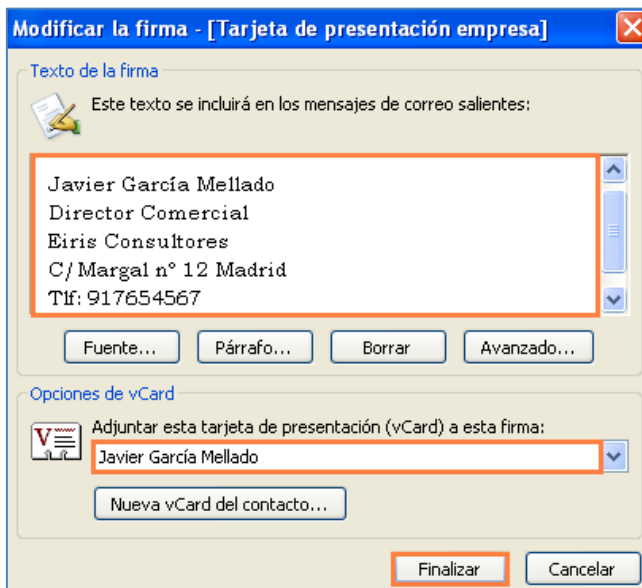 Modificar la firma - [Tarjeta de presentación empresa]
Texto de la firma
Este texto se incluirá en los mensajes de correo salientes:
Javier García Mellado
Director Comercial
Eiris Consultores
C/ Margal nº 12 Madrid
Tlf: 917654567
Fuente... Párrafo... Borrar Avanzado...
Opciones de vCard
Adjuntar esta tarjeta de presentación (vCard) a esta firma:
V
Javier García Mellado
Nueva vCard del contacto...
Finalizar Cancelar